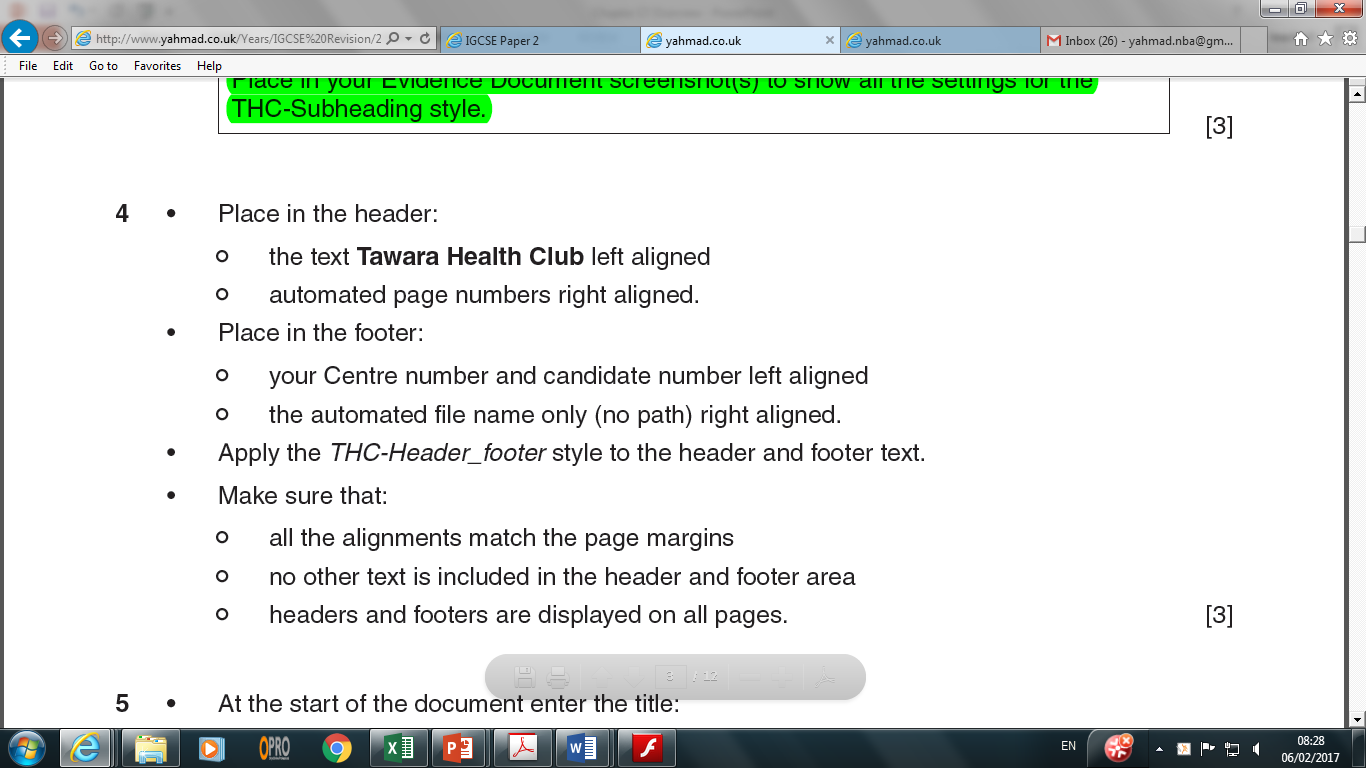 http://www.yahmad.co.uk/Years/IGCSE%20Revision/2
IGCSE Paper 2
yahmad.co.uk
yahmad.co.uk
Inbox (26) - yahmad.nba@gm...
File Edit Go to Favorites Help
Place in your Evidence Document screenshot(s) to show all the settings for the
THC-Subheading style.
[3]
4 • Place in the header:
o the text Tawara Health Club left aligned
o automated page numbers right aligned.
• Place in the footer:
o your Centre number and candidate number left aligned
o the automated file name only (no path) right aligned.
• Apply the THC-Header_footer style to the header and footer text.
• Make sure that:
o all the alignments match the page margins
o no other text is included in the header and footer area
o headers and footers are displayed on all pages. [3]
3 / 12
5 • At the start of the document enter the title:
OPRO
EN
08:28
06/02/2017